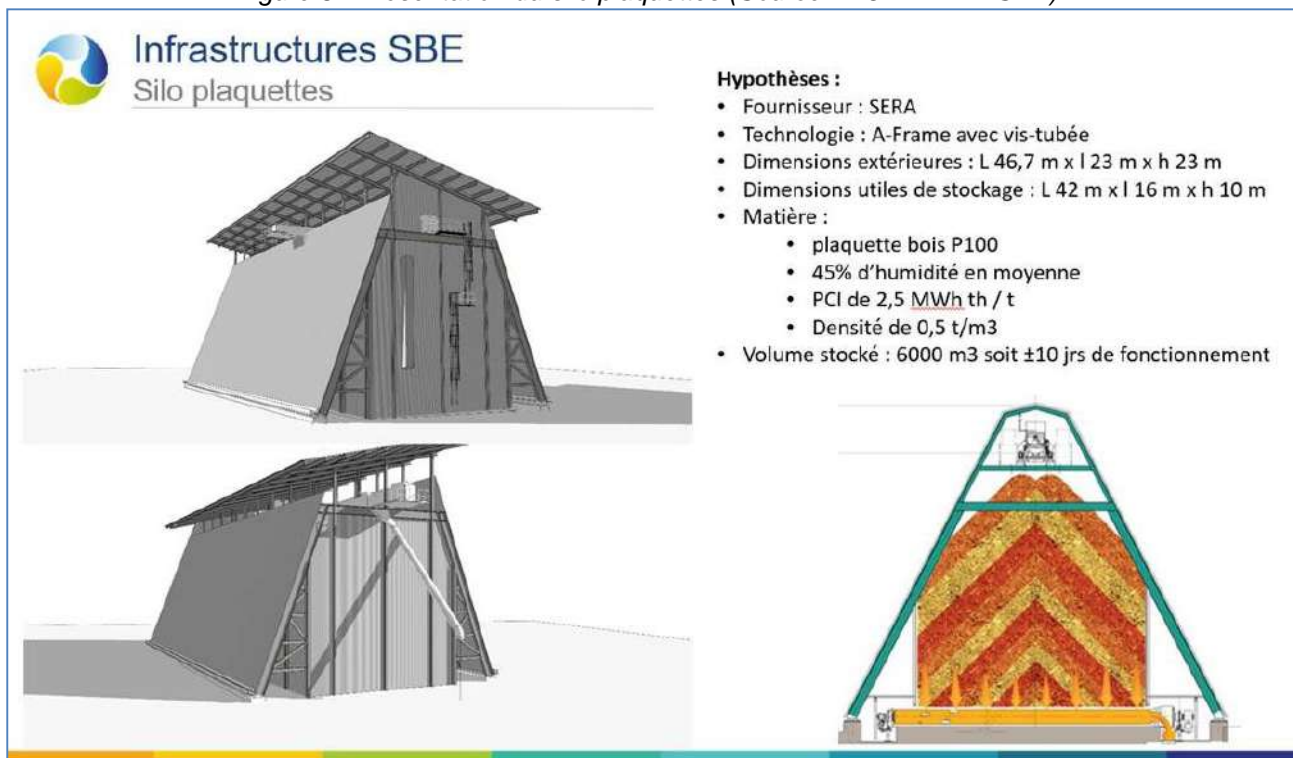 Infrastructures SBE
Silo plaquettes
Hypothèses :
• Fournisseur : SERA
• Technologie : A-Frame avec vis-tubée
• Dimensions extérieures : L 46,7 m x l 23 m x h 23 m
• Dimensions utiles de stockage : L 42 m x l 16 m x h 10 m
• Matière :
• plaquette bois P100
• 45% d’humidité en moyenne
• PCI de 2,5 MWh th / t
• Densité de 0,5 t/m3
• Volume stocké : 6000 m3 soit ±10 jrs de fonctionnement